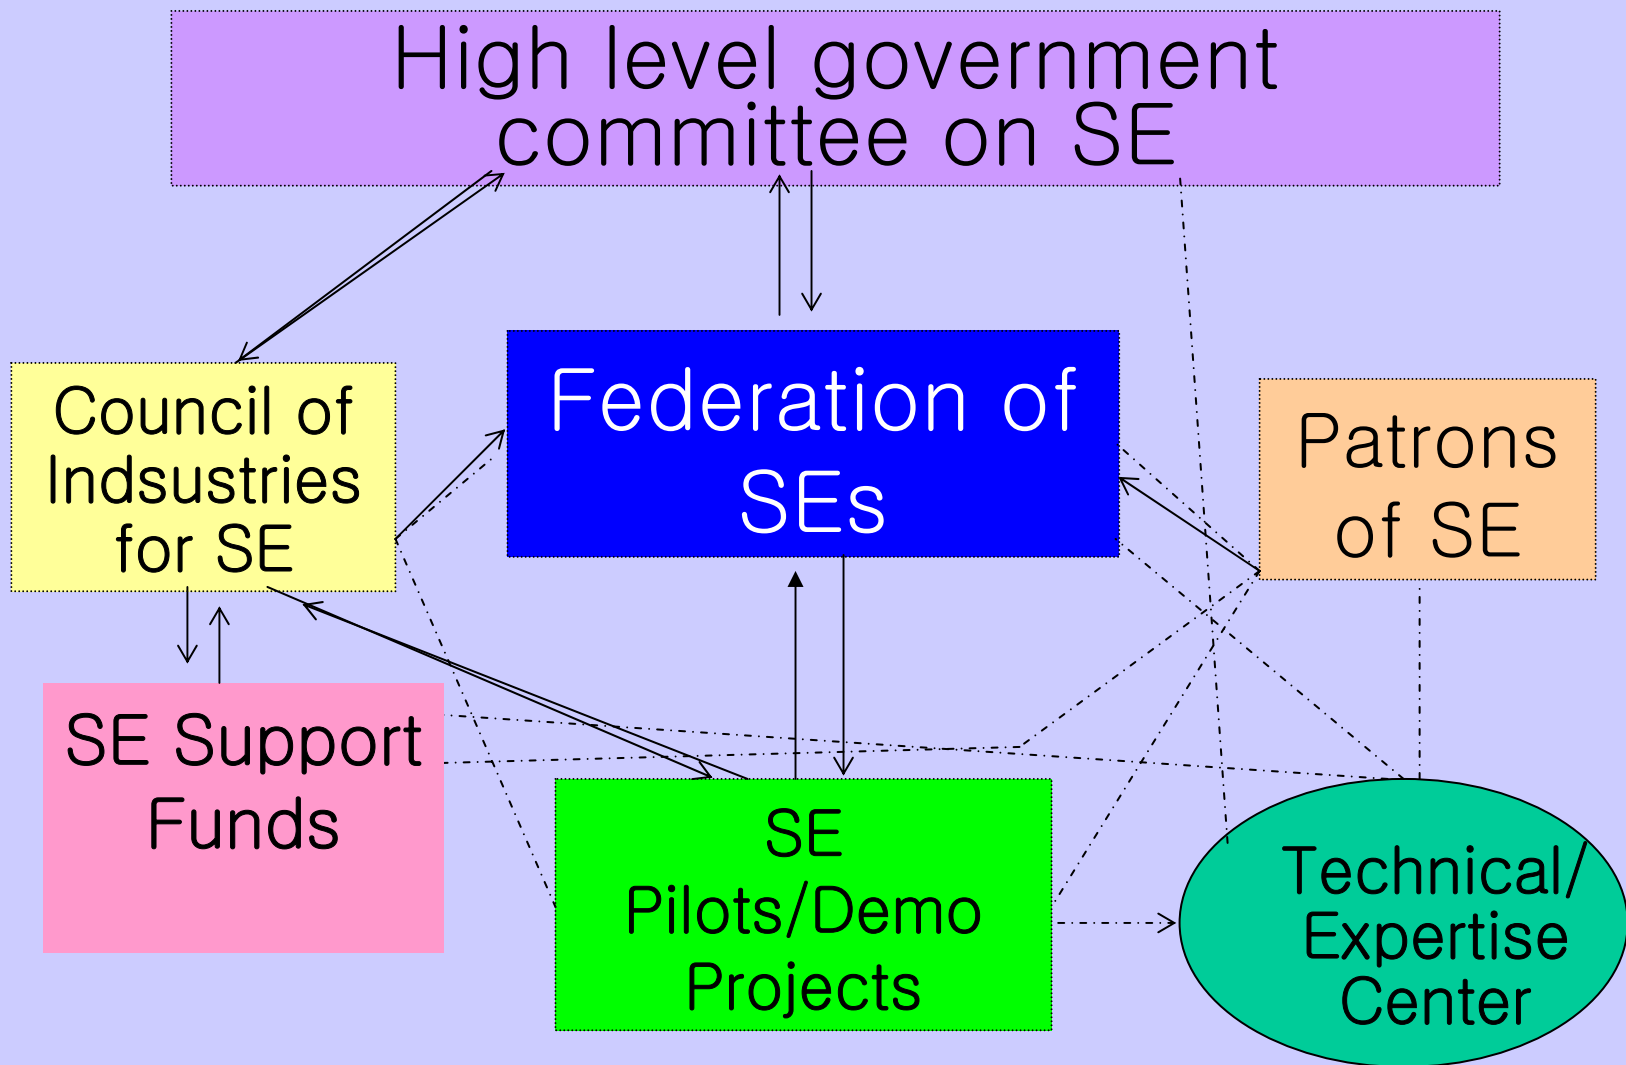 High level government
committee on SE
Council of
Indsustries
for SE
Federation of
SEs
Patrons
of SE
SE Support
Funds
SE
Pilots/Demo
Projects
Technical/
Expertise
Center